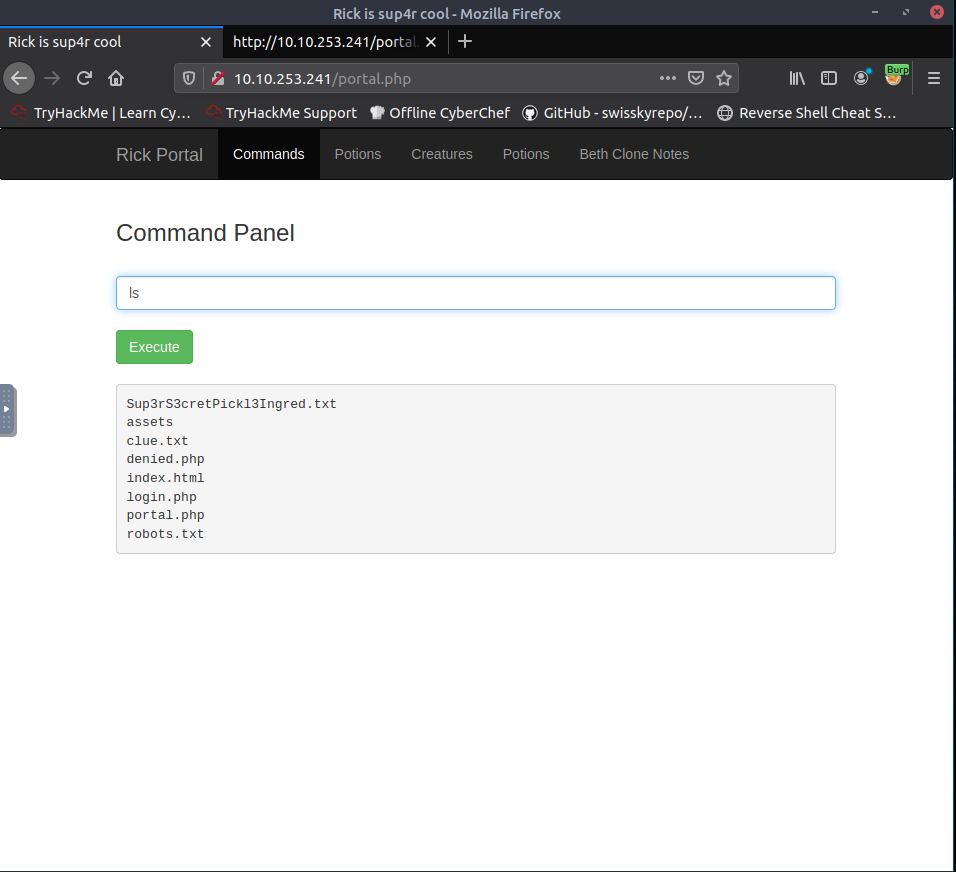 Rick is sup4r cool - Mozilla Firefox
Rick is sup4r cool
http://10.10.253.241/portal.
10.10.253.241/portal.php
Burp
TryHackMe | Learn Cy…
TryHackMe Support
Offline CyberChef
GitHub - swisskyrepo/…
Reverse Shell Cheat S…
Rick Portal
Commands
Potions
Creatures
Potions
Beth Clone Notes
Command Panel
ls
Execute
Sup3rS3cretPickl3Ingred.txt
assets
clue.txt
denied.php
index.html
login.php
portal.php
robots.txt